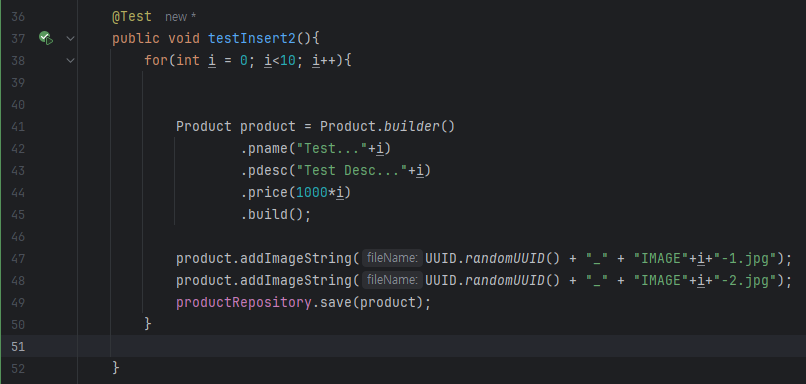 36 @Test new *
37 public void testInsert2(){
38 for(int i = 0; i<10; i++){
39
40
41 Product product = Product.builder()
42 .pname("Test..."+i)
43 .pdesc("Test Desc..."+i)
44 .price(1000*i)
45 .build();
46
47 product.addImageString( fileName: UUID.randomUUID() + "_" + "IMAGE"+i+"-1.jpg");
48 product.addImageString( fileName: UUID.randomUUID() + "_" + "IMAGE"+i+"-2.jpg");
49 productRepository.save(product);
50 }
51
52 }